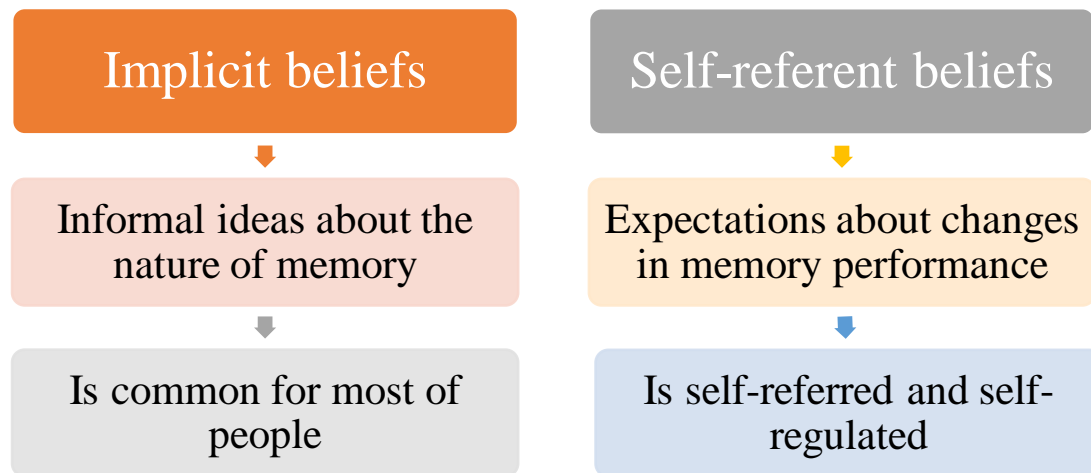 Implicit beliefs
Informal ideas about the
nature of memory
Is common for most of
people
Self-referent beliefs
Expectations about changes
in memory performance
Is self-referred and self-
regulated